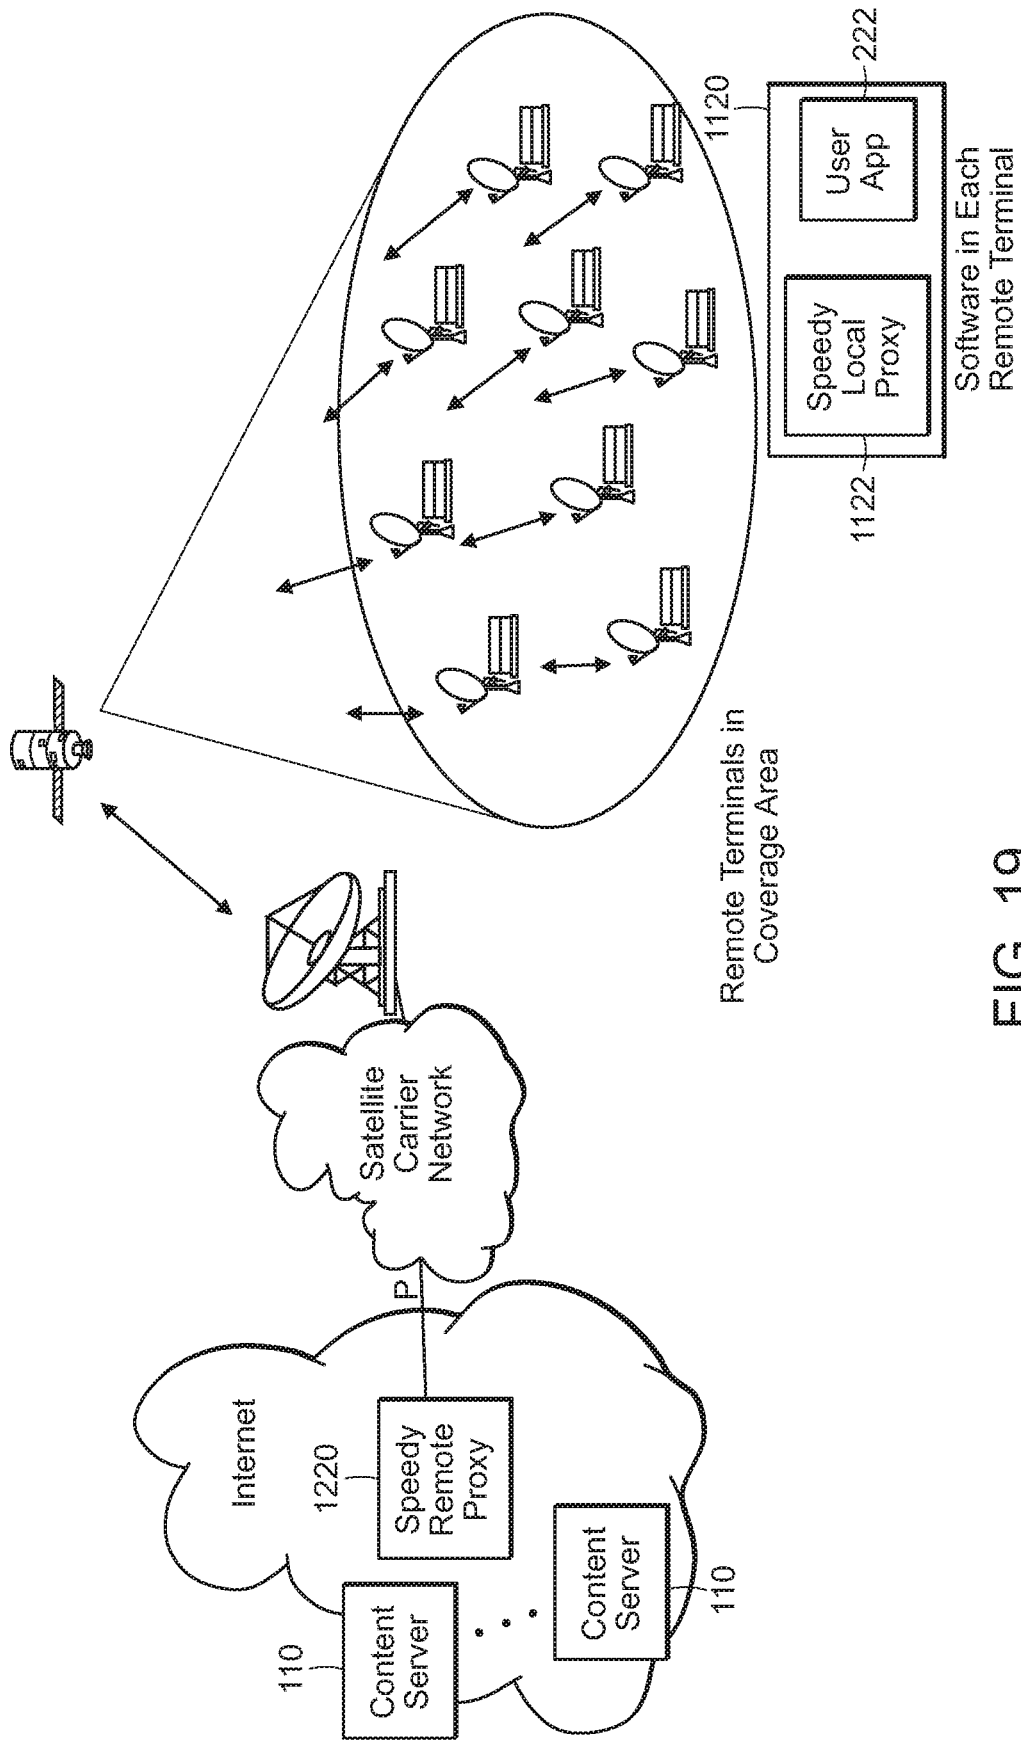 Internet
110
Content
Server
1220
Speedy
Remote
Proxy
Content
Server
110
P
Satellite
Carrier
Network
Remote Terminals in
Coverage Area
1120
1122
Speedy
Local
Proxy
User
App
222
Software in Each
Remote Terminal
FIG. 19